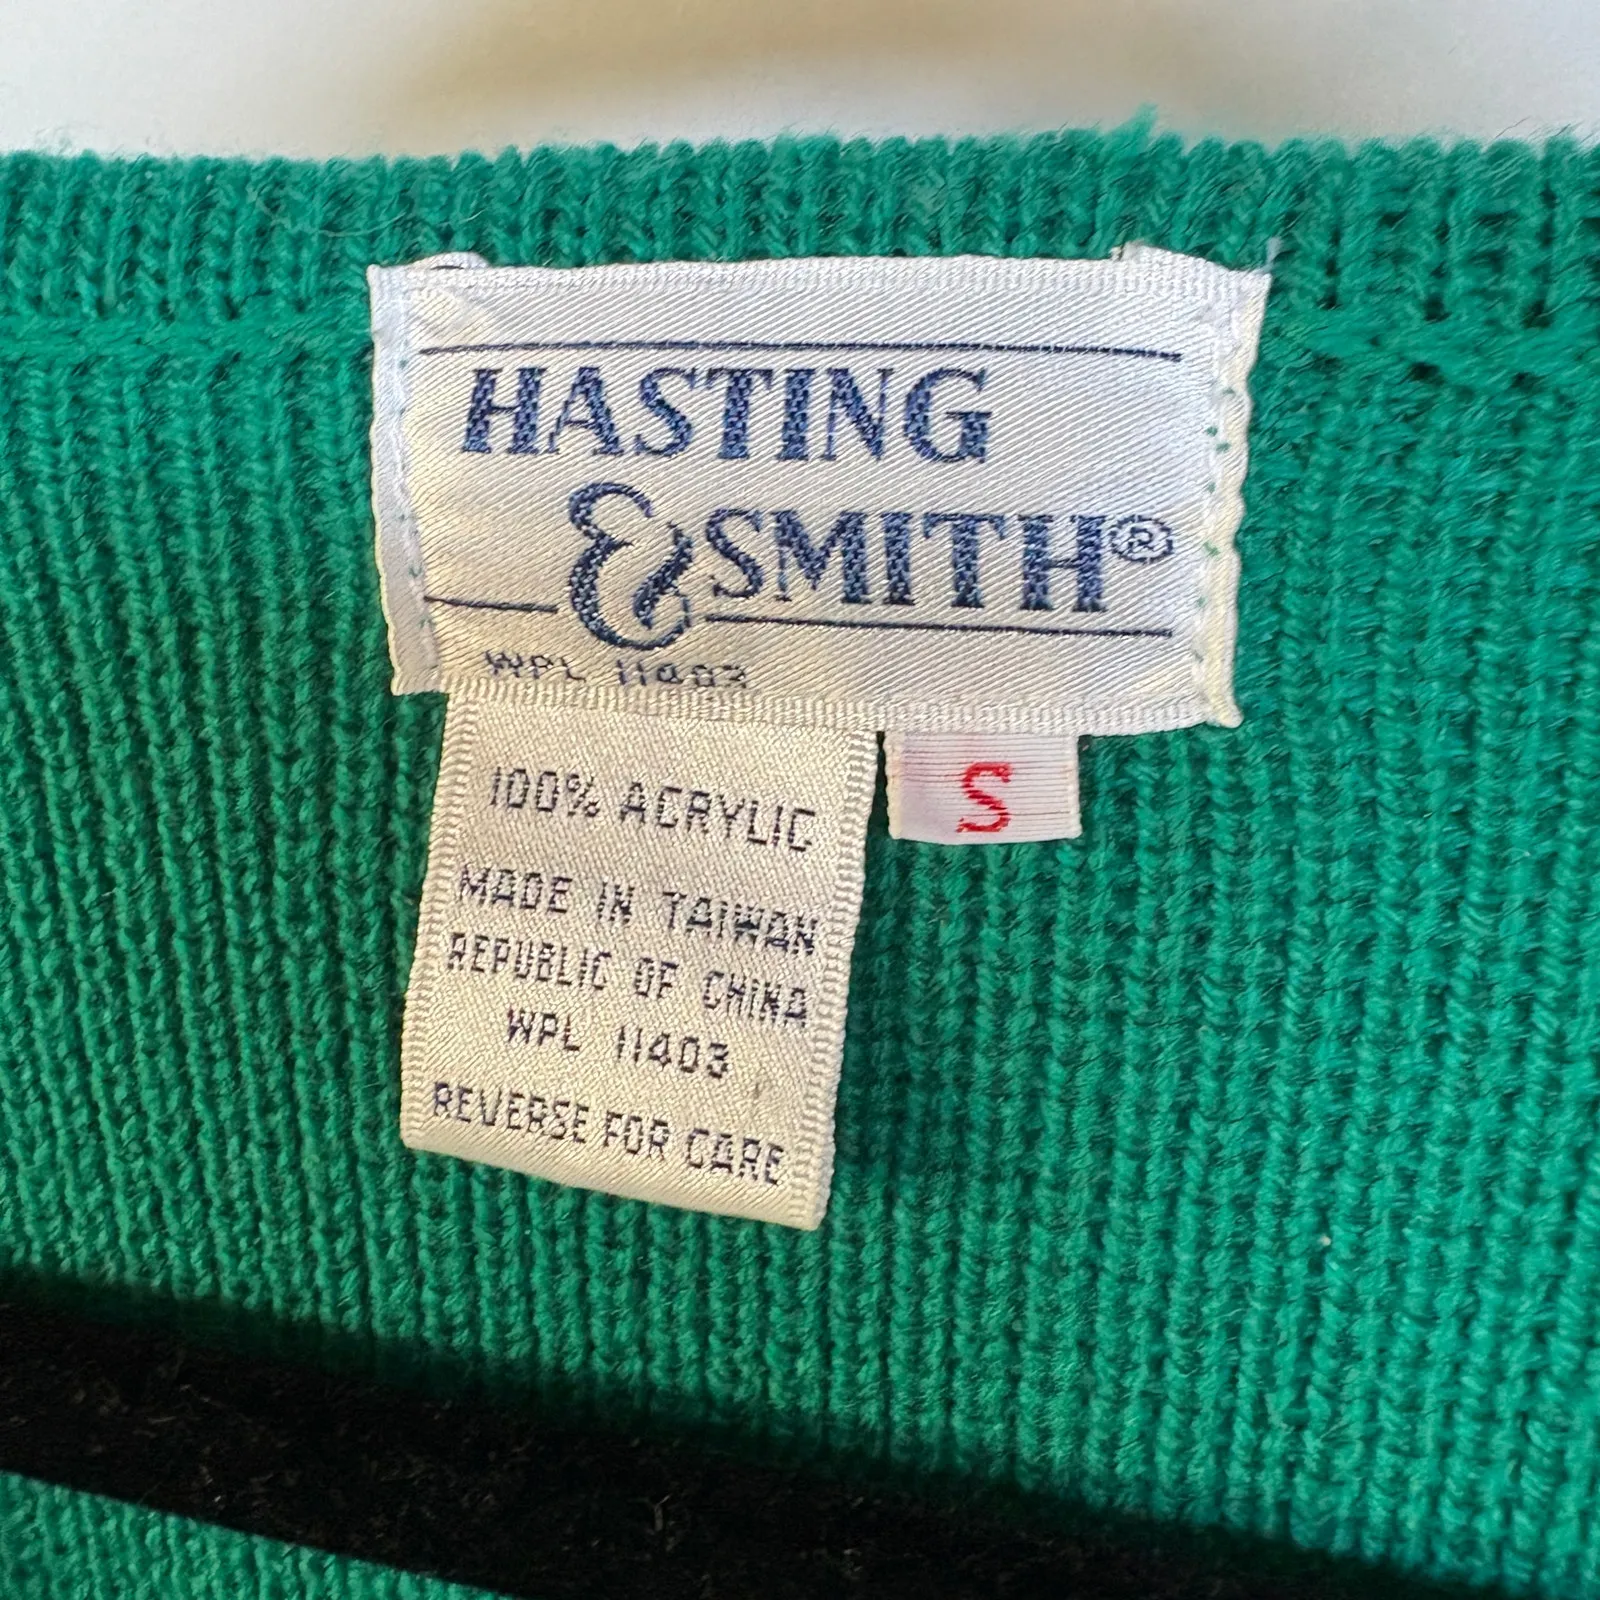 HASTING
& SMITH®
WPL 11403
S
100% ACRYLIC
MADE IN TAIWAN
REPUBLIC OF CHINA
WPL 11403
REVERSE FOR CARE